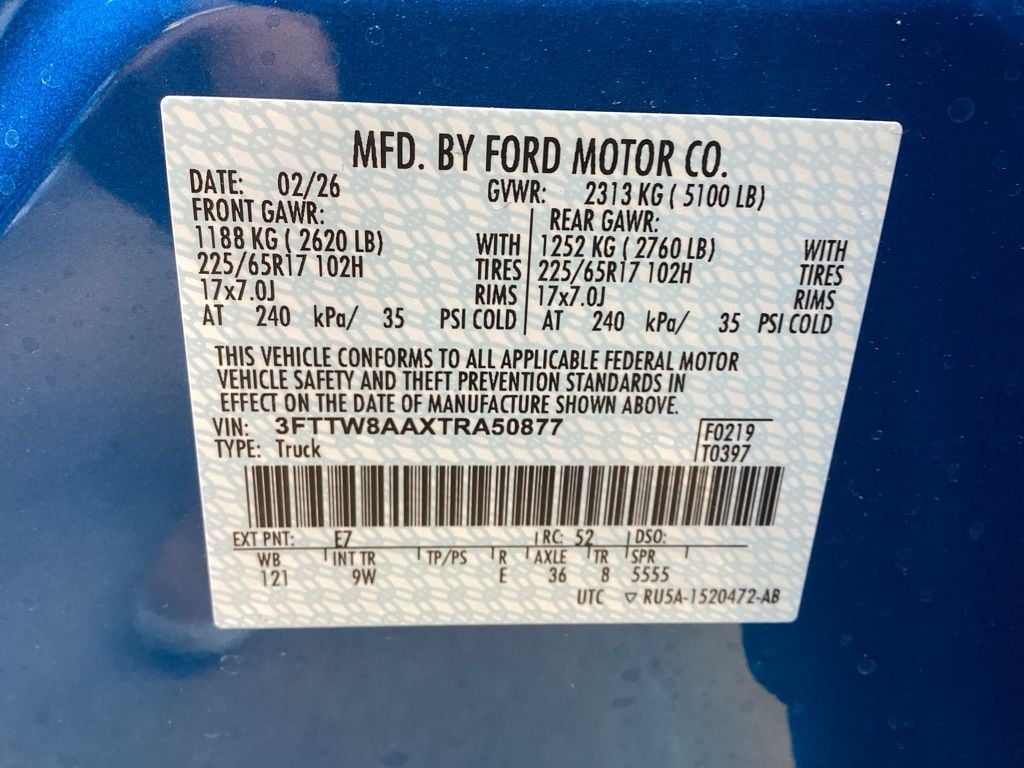 MFD. BY FORD MOTOR CO.
DATE: 02/26 GVWR: 2313 KG ( 5100 LB)
FRONT GAWR: REAR GAWR:
1188 KG ( 2620 LB) WITH 1252 KG ( 2760 LB) WITH
225/65R17 102H TIRES 225/65R17 102H TIRES
17x7.0J RIMS 17x7.0J RIMS
AT 240 kPa/ 35 PSI COLD AT 240 kPa/ 35 PSI COLD
THIS VEHICLE CONFORMS TO ALL APPLICABLE FEDERAL MOTOR
VEHICLE SAFETY AND THEFT PREVENTION STANDARDS IN
EFFECT ON THE DATE OF MANUFACTURE SHOWN ABOVE.
VIN: 3FTTW8AAXTRA50877 F0219
TYPE: Truck T0397
EXT PNT: E7 RC: 52 DSO:
WB INT TR TP/PS R AXLE TR SPR
121 9W E 36 8 5555
UTC ▽ RU5A-1520472-AB